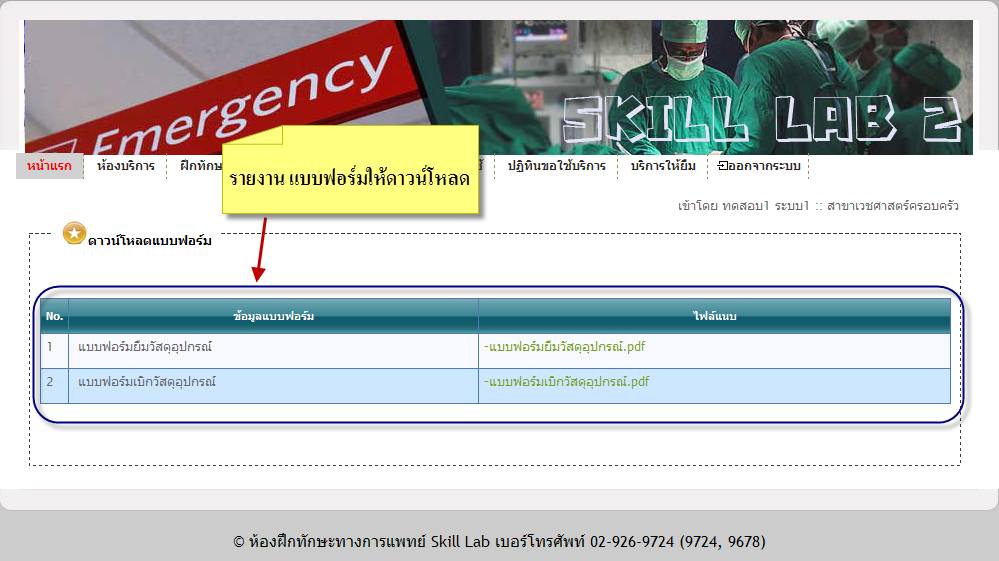 Emergency
SKILL LAB 2
หน้าแรก ห้องบริการ ฝึกทักษ ปฏิทินขอใช้บริการ บริการให้ยืม ออกจากระบบ
รายงาน แบบฟอร์มให้ดาวน์โหลด
เข้าโดย ทดสอบ1 ระบบ1 :: สาขาเวชศาสตร์ครอบครัว
ดาวน์โหลดแบบฟอร์ม
No. ข้อมูลแบบฟอร์ม ไฟล์แนบ
1 แบบฟอร์มยืมวัสดุอุปกรณ์ -แบบฟอร์มยืมวัสดุอุปกรณ์.pdf
2 แบบฟอร์มเบิกวัสดุอุปกรณ์ -แบบฟอร์มเบิกวัสดุอุปกรณ์.pdf
© ห้องฝึกทักษะทางการแพทย์ Skill Lab เบอร์โทรศัพท์ 02-926-9724 (9724, 9678)